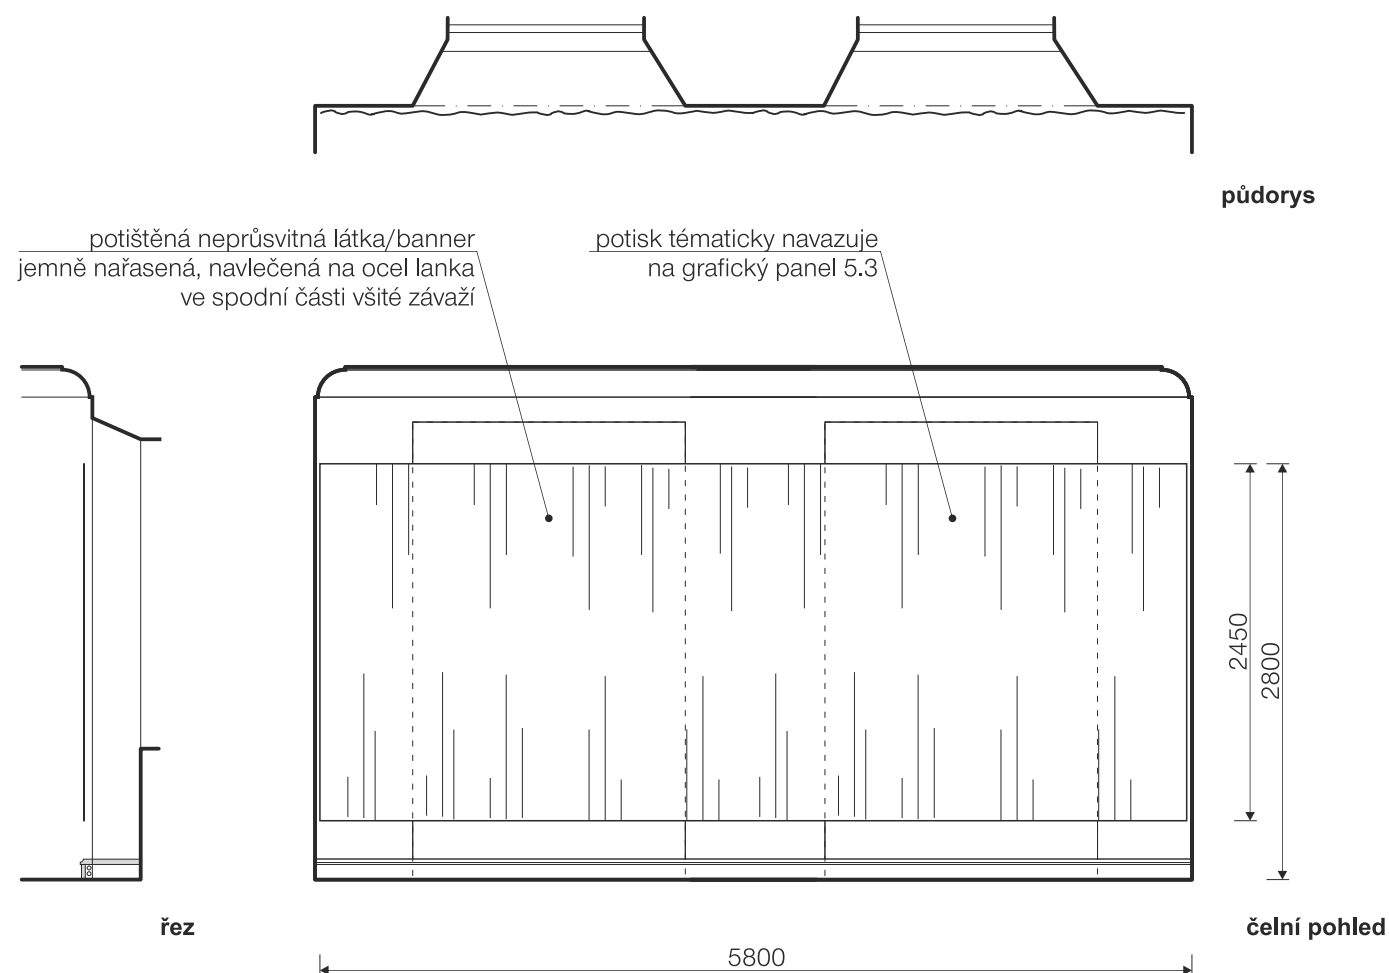 půdorys
potištěná neprůsvitná látka/banner
jemně nařasená, navlečená na ocel lanka
ve spodní části všité závaží
potisk tématicky navazuje
na grafický panel 5.3
2450
2800
řez
čelní pohled
5800